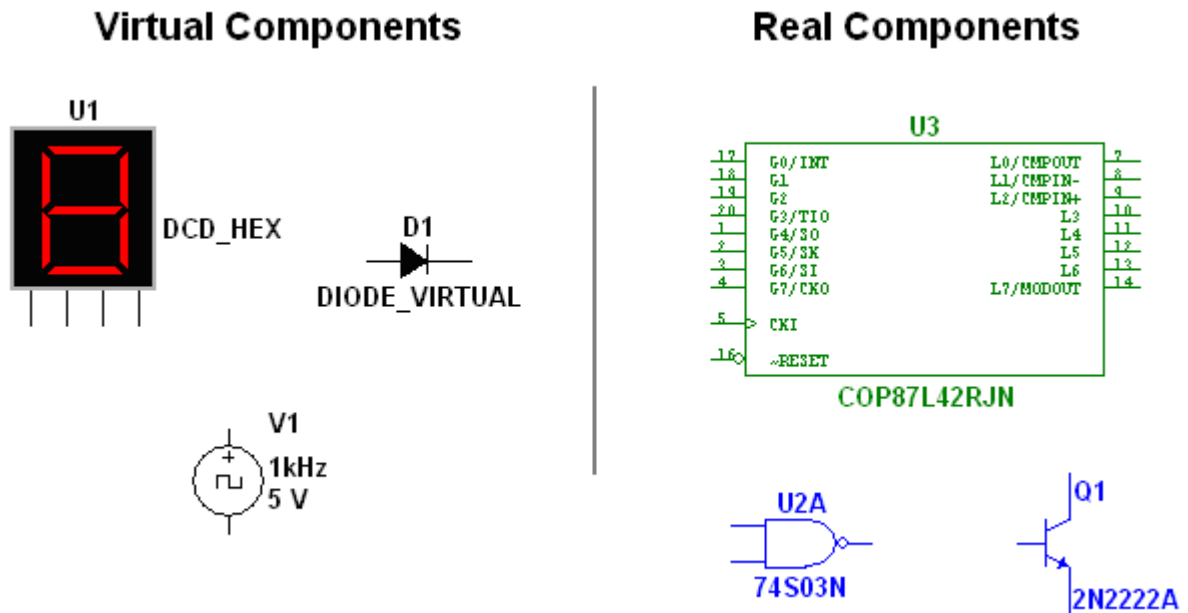 Virtual Components
Real Components
U1
DCD_HEX
D1
DIODE_VIRTUAL
V1
1kHz
5 V
U3
17 G0/INT L0/CMPOUT 7
18 G1 L1/CMPIN- 8
19 G2 L2/CMPIN+ 9
20 G3/TIO L3 10
1 G4/SO L4 11
2 G5/SK L5 12
3 G6/SI L6 13
4 G7/CKO L7/MODOUT 14
5 CKI
16 ~RESET
COP87L42RJN
U2A
74S03N
Q1
2N2222A